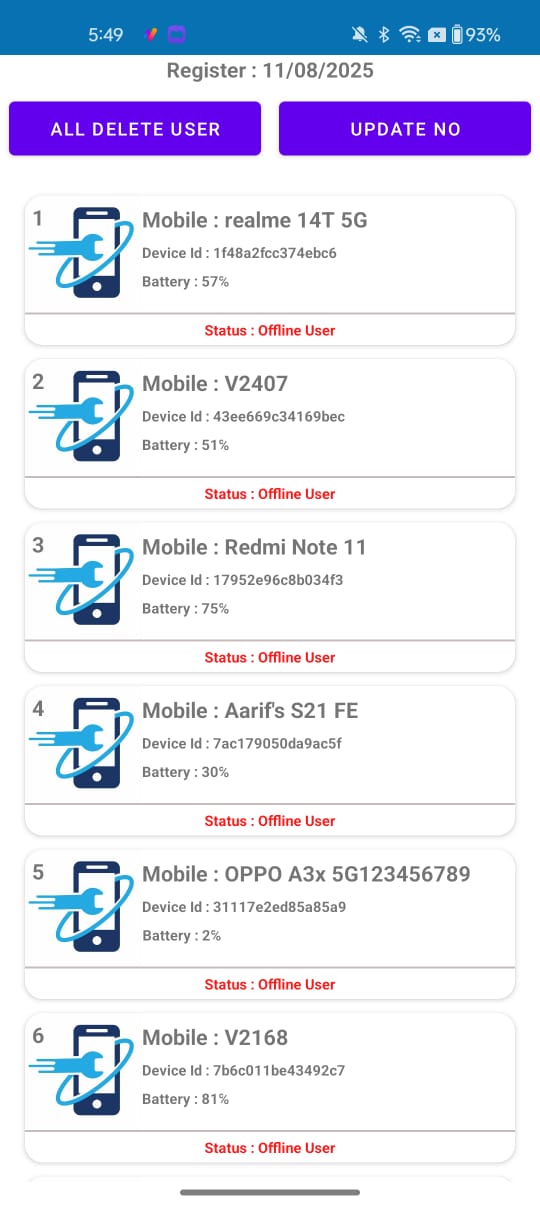 5:49
93%
Register : 11/08/2025
ALL DELETE USER
UPDATE NO
1
Mobile : realme 14T 5G
Device Id : 1f48a2fcc374ebc6
Battery : 57%
Status : Offline User
2
Mobile : V2407
Device Id : 43ee669c34169bec
Battery : 51%
Status : Offline User
3
Mobile : Redmi Note 11
Device Id : 17952e96c8b034f3
Battery : 75%
Status : Offline User
4
Mobile : Aarif's S21 FE
Device Id : 7ac179050da9ac5f
Battery : 30%
Status : Offline User
5
Mobile : OPPO A3x 5G123456789
Device Id : 31117e2ed85a85a9
Battery : 2%
Status : Offline User
6
Mobile : V2168
Device Id : 7b6c011be43492c7
Battery : 81%
Status : Offline User